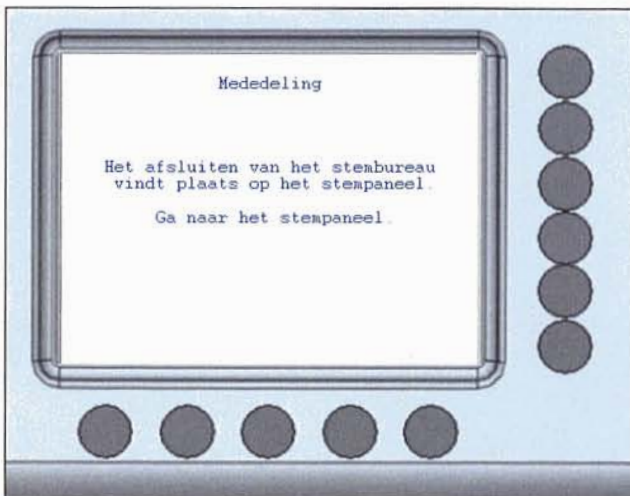 Mededeling
Het afsluiten van het stembureau
vindt plaats op het stempaneel.
Ga naar het stempaneel.